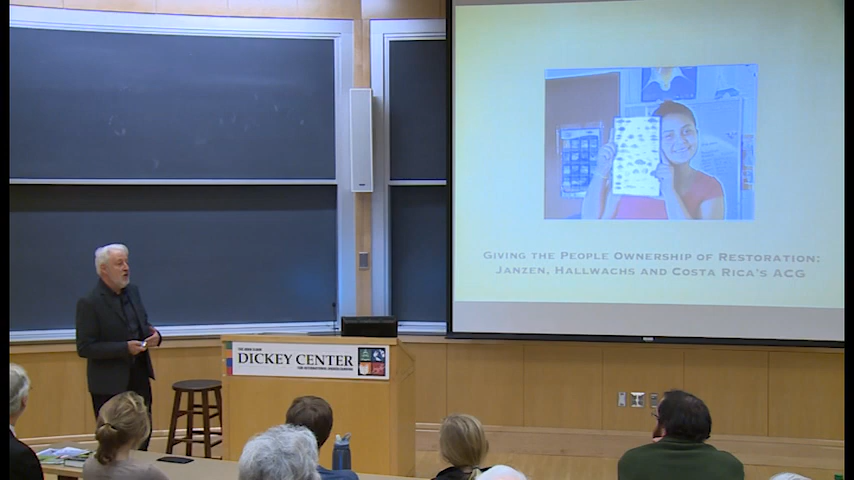 Giving the People Ownership of Restoration:
Janzen, Hallwachs and Costa Rica's ACG
DICKEY CENTER